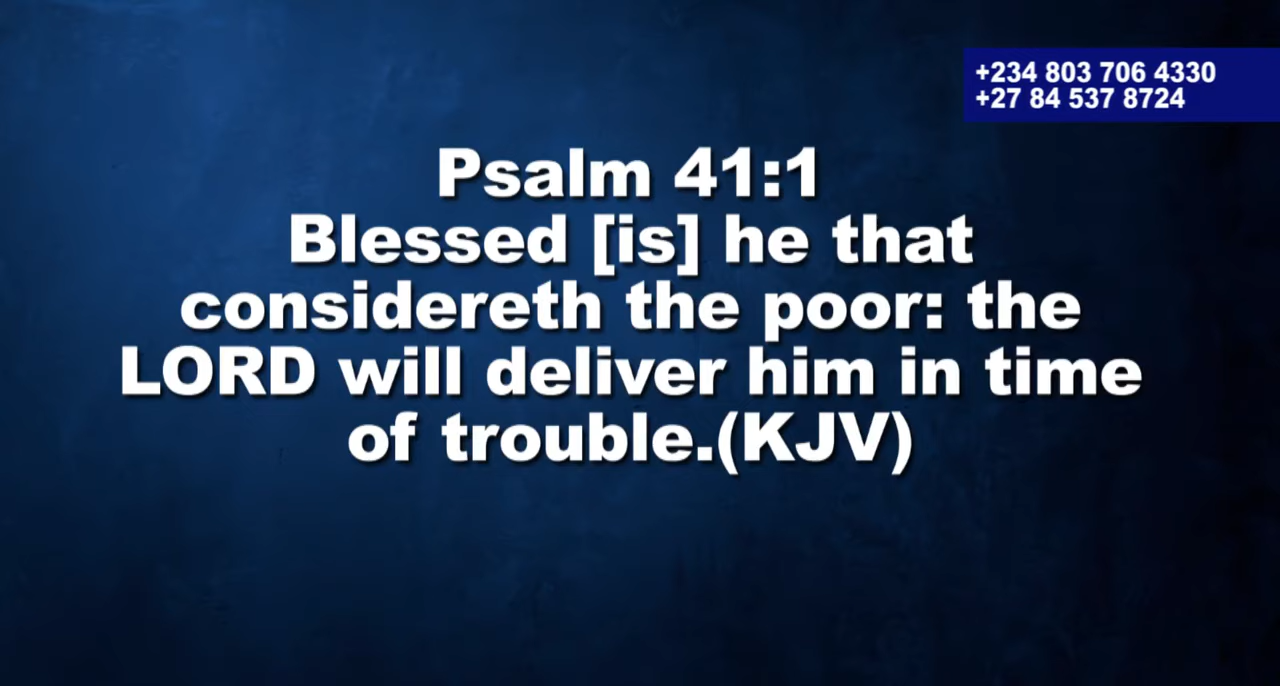 +234 803 706 4330
+27 84 537 8724
Psalm 41:1
Blessed [is] he that
considereth the poor: the
LORD will deliver him in time
of trouble.(KJV)